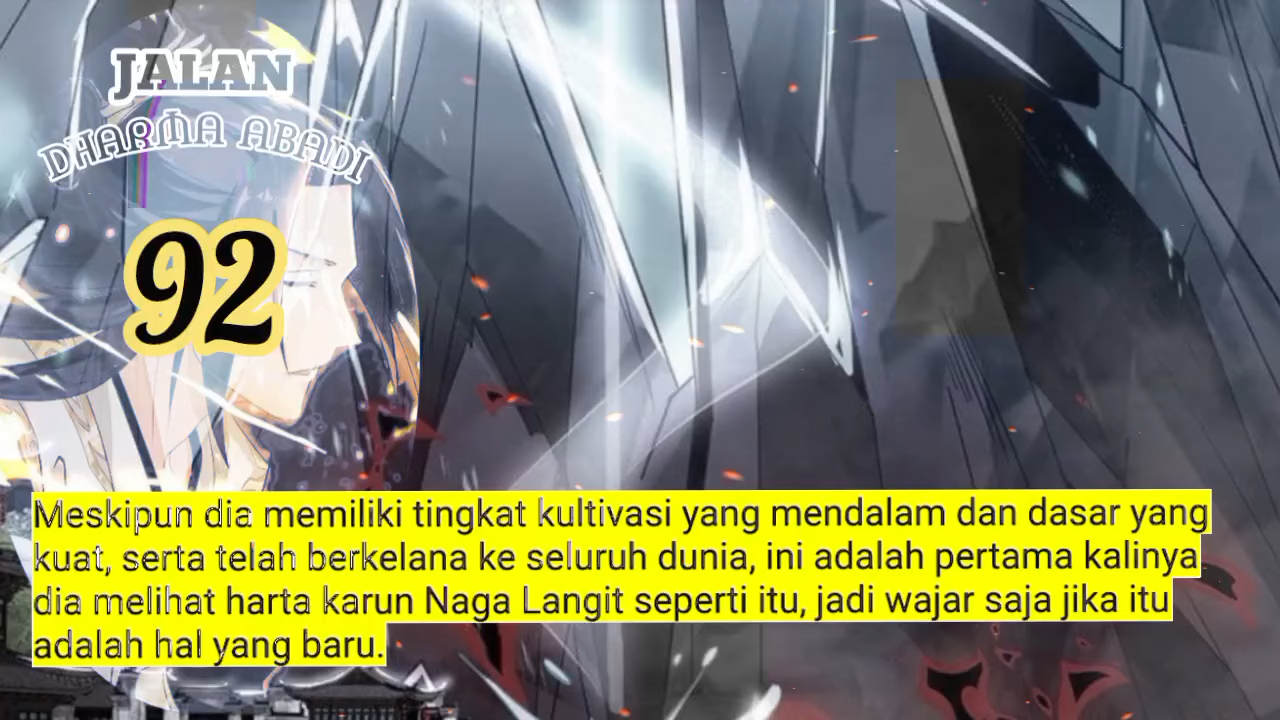 JALAN
DHARMA ABADI
92
Meskipun dia memiliki tingkat kultivasi yang mendalam dan dasar yang
kuat, serta telah berkelana ke seluruh dunia, ini adalah pertama kalinya
dia melihat harta karun Naga Langit seperti itu, jadi wajar saja jika itu
adalah hal yang baru.